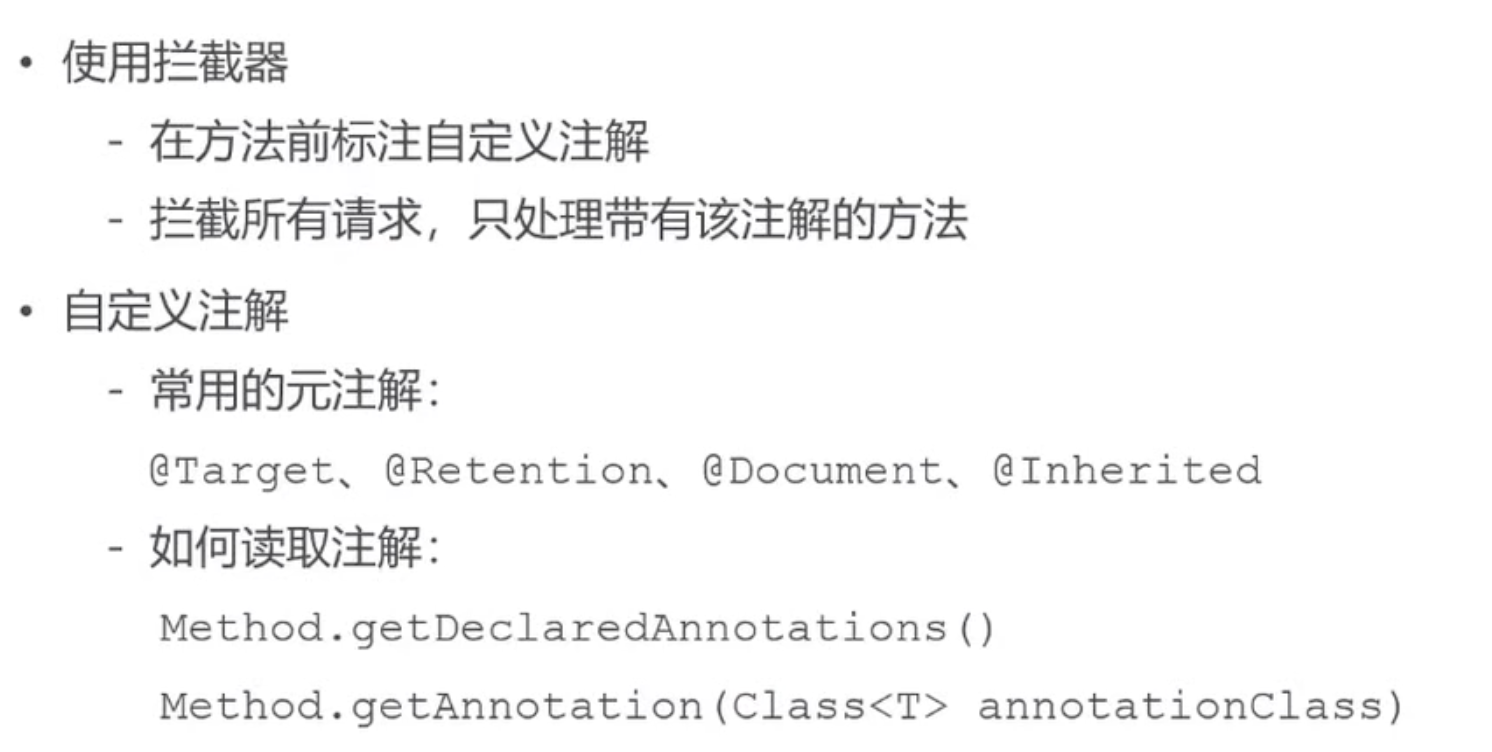 • 使用拦截器
- 在方法前标注自定义注解
- 拦截所有请求，只处理带有该注解的方法
• 自定义注解
- 常用的元注解：
@Target、@Retention、@Document、@Inherited
- 如何读取注解：
Method.getDeclaredAnnotations()
Method.getAnnotation(Class<T> annotationClass)